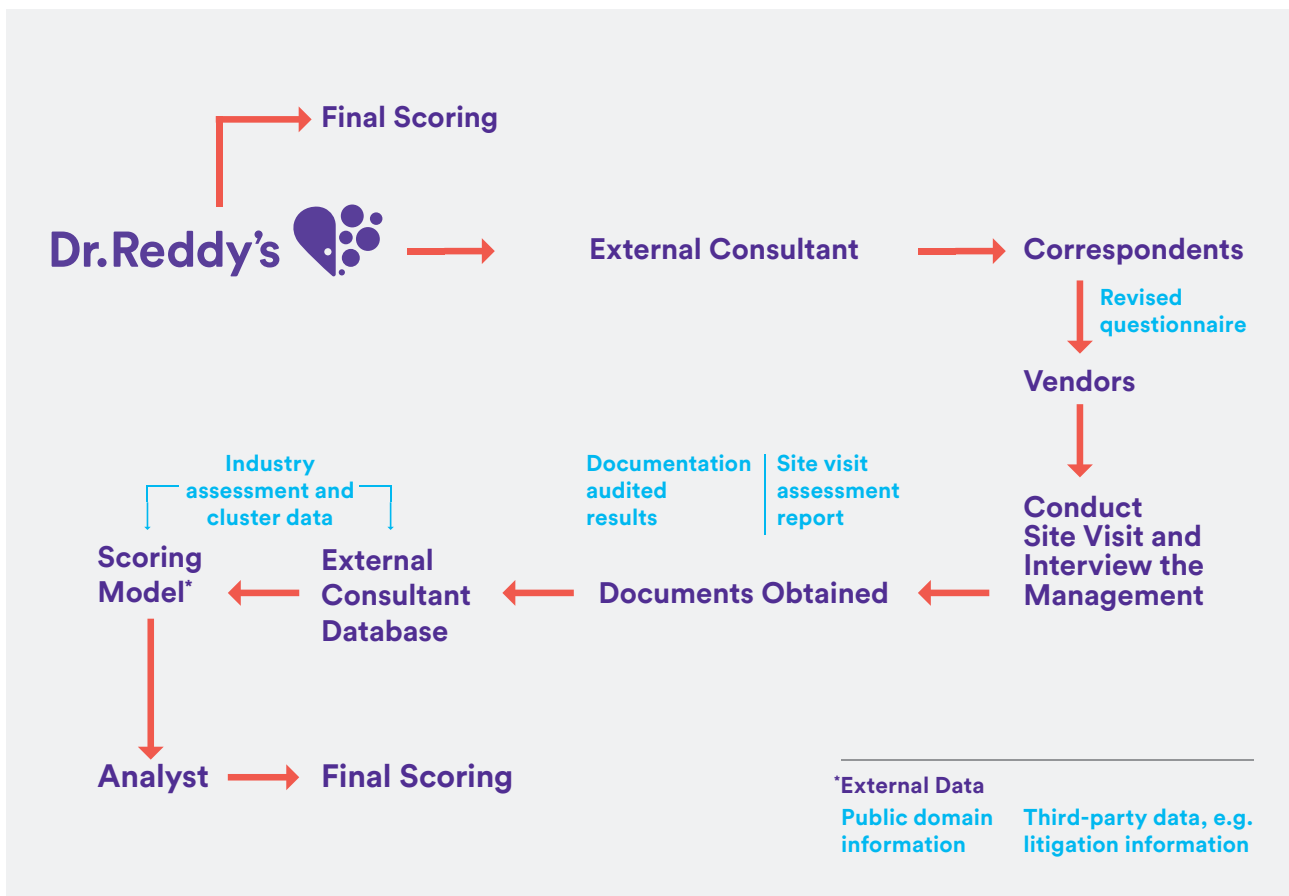 Final Scoring
Dr.Reddy's
External Consultant
Correspondents
Revised
questionnaire
Vendors
Conduct
Site Visit and
Interview the
Management
Documentation
audited
results
Site visit
assessment
report
Documents Obtained
Industry
assessment and
cluster data
External
Consultant
Database
Scoring
Model*
Analyst
Final Scoring
*External Data
Public domain
information
Third-party data, e.g.
litigation information